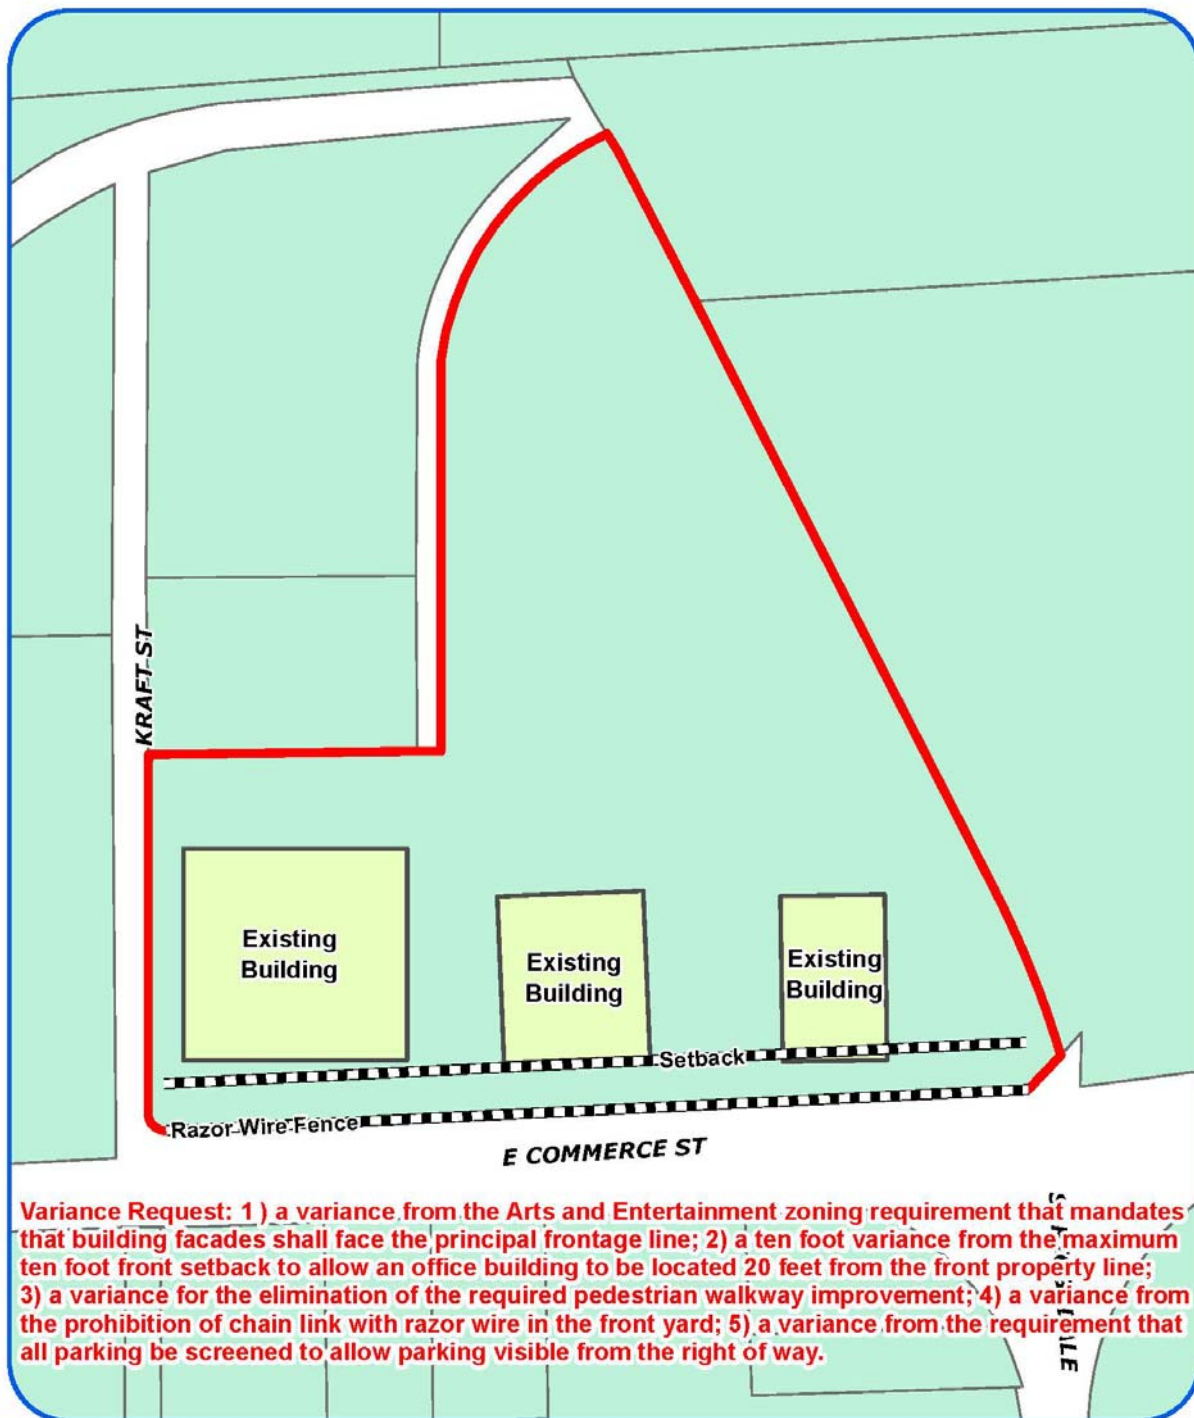 KRAFT ST
Existing
Building
Existing
Building
Existing
Building
Setback
Razor Wire Fence
E COMMERCE ST
Variance Request: 1 ) a variance from the Arts and Entertainment zoning requirement that mandates
that building facades shall face the principal frontage line; 2) a ten foot variance from the maximum
ten foot front setback to allow an office building to be located 20 feet from the front property line;
3) a variance for the elimination of the required pedestrian walkway improvement; 4) a variance from
the prohibition of chain link with razor wire in the front yard; 5) a variance from the requirement that
all parking be screened to allow parking visible from the right of way.